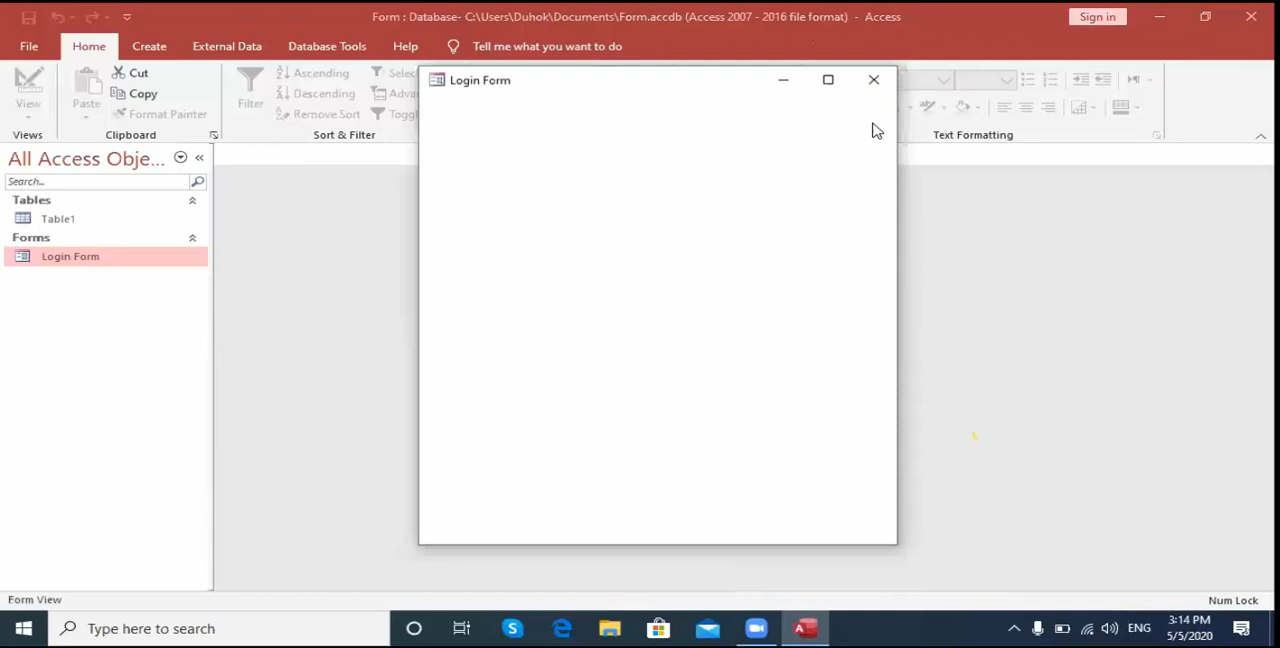 Form : Database- C:\Users\Duhok\Documents\Form.accdb (Access 2007 - 2016 file format) - Access
Sign in
File Home Create External Data Database Tools Help Tell me what you want to do
Login Form
View
Views
Paste
Cut
Copy
Format Painter
Clipboard
Filter
Ascending
Descending
Remove Sort
Selec
Adva
Toggl
Sort & Filter
Text Formatting
All Access Obje...
Search...
Tables
Table1
Forms
Login Form
Form View
Num Lock
Type here to search
ENG
3:14 PM
5/5/2020